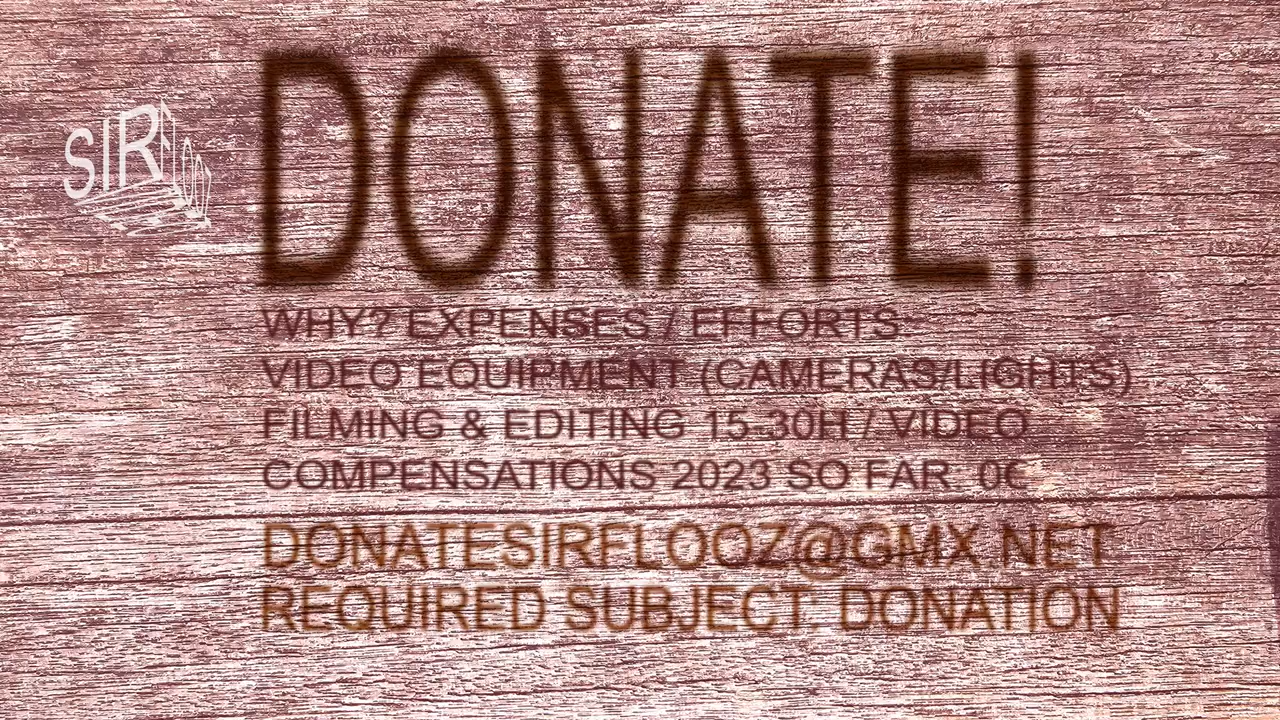 SIR FLOOZ
DONATE!
WHY? EXPENSES / EFFORTS
VIDEO EQUIPMENT (CAMERAS/LIGHTS)
FILMING & EDITING 15-30H / VIDEO
COMPENSATIONS 2023 SO FAR: 0€
DONATESIRFLOOZ@GMX.NET
REQUIRED SUBJECT: DONATION